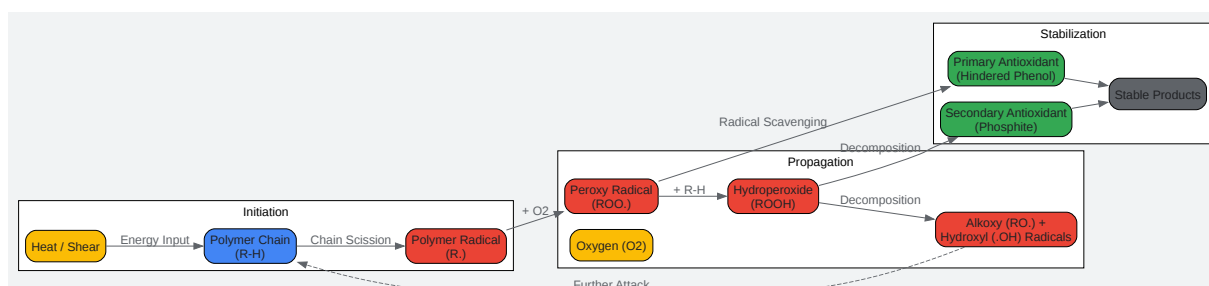 Stabilization
Primary Antioxidant
(Hindered Phenol)
Stable Products
Secondary Antioxidant
(Phosphite)
Radical Scavenging
Decomposition
Propagation
Peroxy Radical
(ROO.)
+ R-H
Hydroperoxide
(ROOH)
Decomposition
Alkoxy (RO.) +
Hydroxyl (.OH) Radicals
Oxygen (O2)
+ O2
Initiation
Heat / Shear
Energy Input
Polymer Chain
(R-H)
Chain Scission
Polymer Radical
(R.)
Further Attack